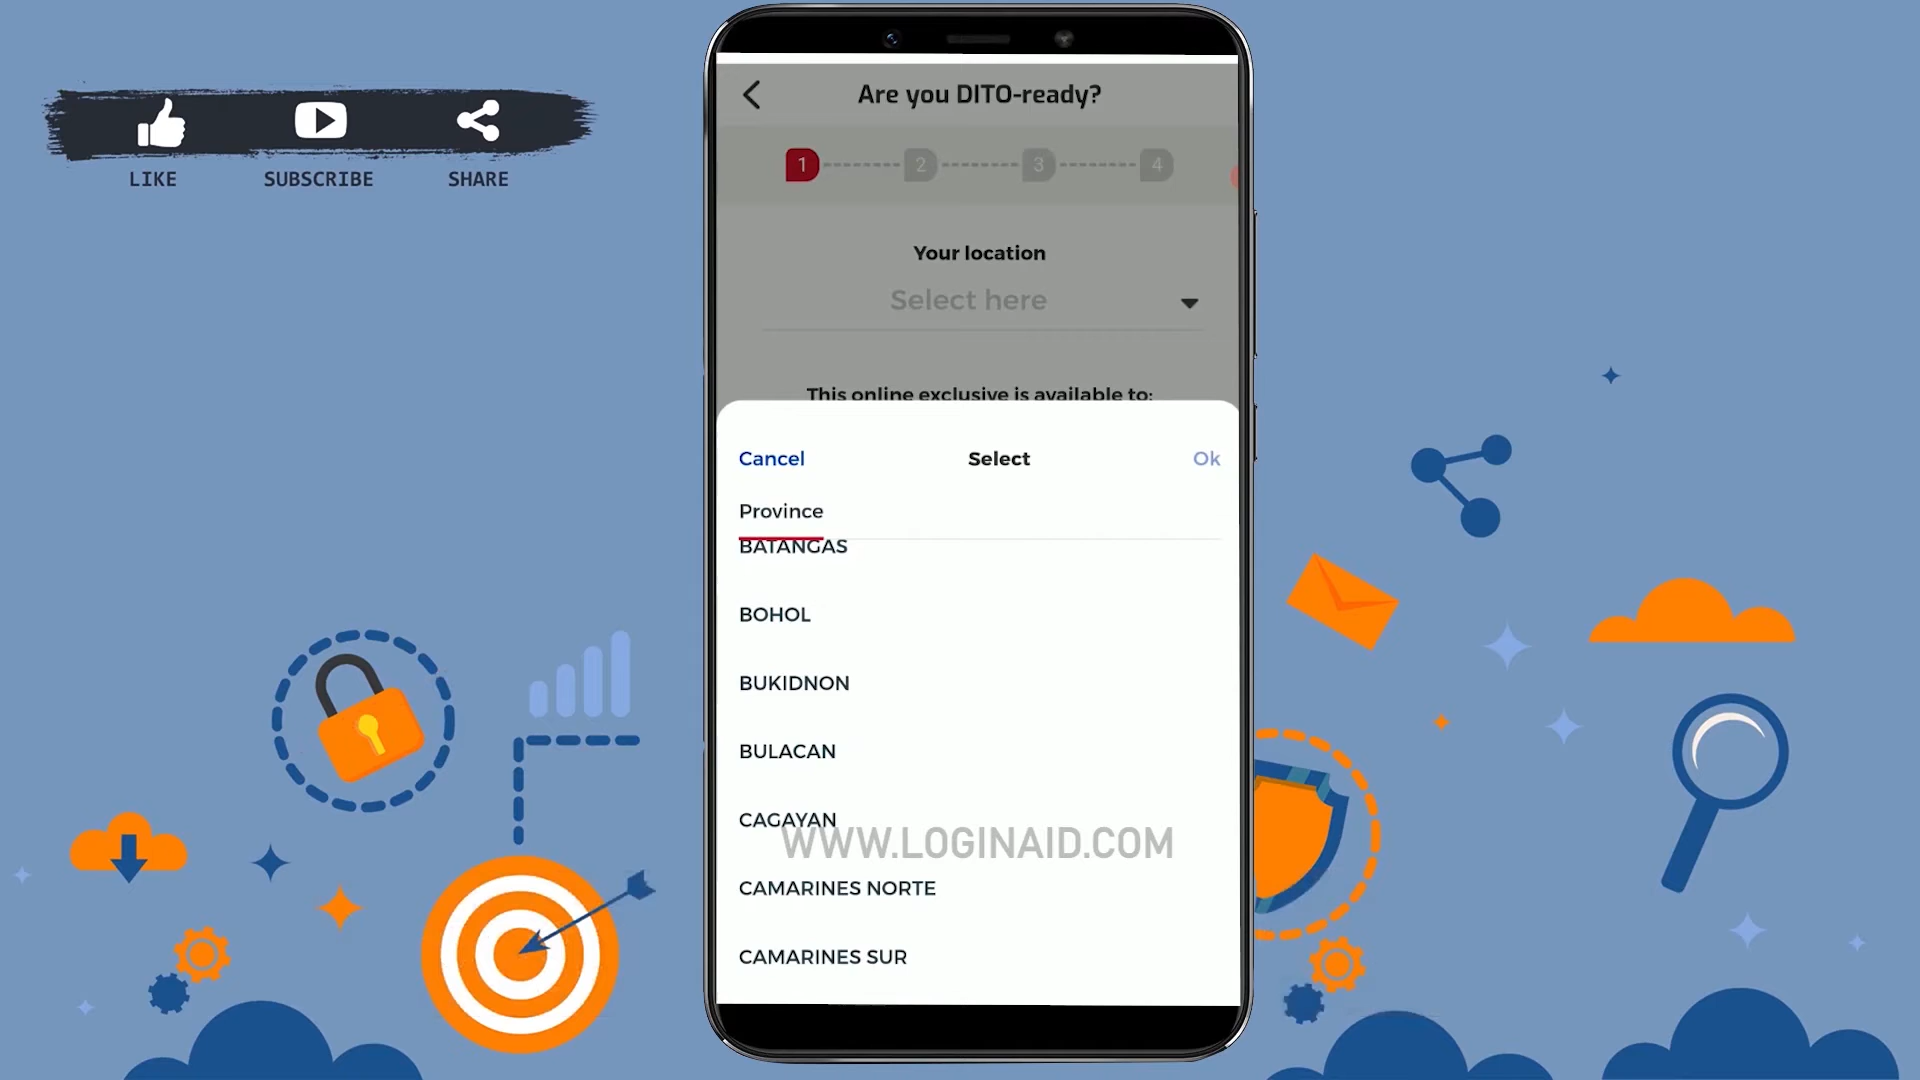 LIKE
SUBSCRIBE
SHARE
Are you DITO-ready?
1
2
3
4
Your location
Select here
This online exclusive is available to:
Cancel
Select
Ok
Province
BATANGAS
BOHOL
BUKIDNON
BULACAN
CAGAYAN
WWW.LOGINAID.COM
CAMARINES NORTE
CAMARINES SUR